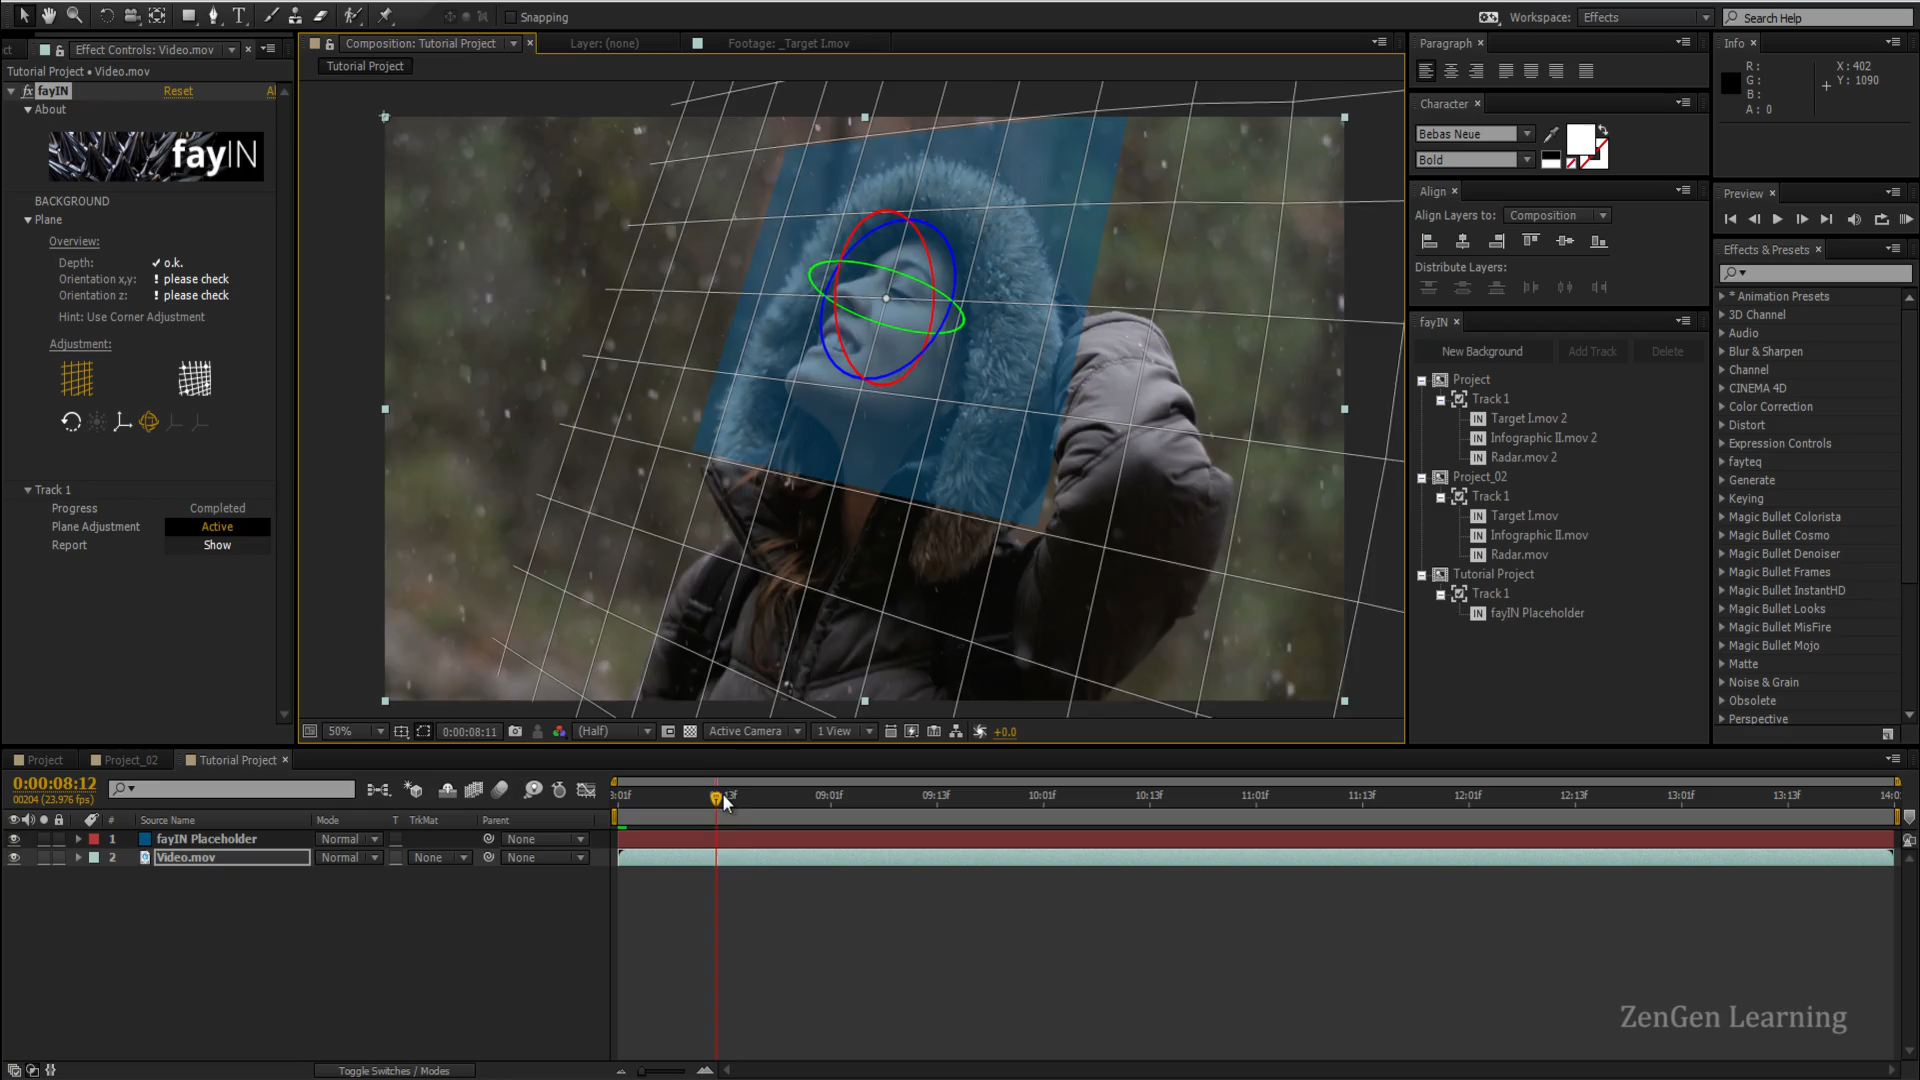 Snapping
Workspace: Effects
Search Help
ct
Effect Controls: Video.mov
Composition: Tutorial Project
Layer: (none)
Footage: _Target I.mov
Paragraph
Info
Tutorial Project • Video.mov
Tutorial Project
fx fayIN
Reset
About
fayIN
BACKGROUND
Plane
Overview:
Depth: o.k.
Orientation x,y: ! please check
Orientation z: ! please check
Hint: Use Corner Adjustment
Adjustment:
Track 1
Progress Completed
Plane Adjustment Active
Report Show
50%
0:00:08:11
(Half)
Active Camera
1 View
+0.0
R:
G:
B:
A: 0
X: 402
Y: 1090
Character
Bebas Neue
Bold
Align
Align Layers to: Composition
Distribute Layers:
fayIN
New Background
Add Track
Delete
Project
Track 1
IN Target I.mov 2
IN Infographic II.mov 2
IN Radar.mov 2
Project_02
Track 1
IN Target I.mov
IN Infographic II.mov
IN Radar.mov
Tutorial Project
Track 1
IN fayIN Placeholder
Preview
Effects & Presets
* Animation Presets
3D Channel
Audio
Blur & Sharpen
Channel
CINEMA 4D
Color Correction
Distort
Expression Controls
fayteq
Generate
Keying
Magic Bullet Colorista
Magic Bullet Cosmo
Magic Bullet Denoiser
Magic Bullet Frames
Magic Bullet InstantHD
Magic Bullet Looks
Magic Bullet MisFire
Magic Bullet Mojo
Matte
Noise & Grain
Obsolete
Perspective
Project
Project_02
Tutorial Project
0:00:08:12
00204 (23.976 fps)
09:01f
09:13f
10:01f
10:13f
11:01f
11:13f
12:01f
12:13f
13:01f
13:13f
# Source Name Mode T TrkMat Parent
1 fayIN Placeholder Normal None
2 Video.mov Normal None None
ZenGen Learning
Toggle Switches / Modes